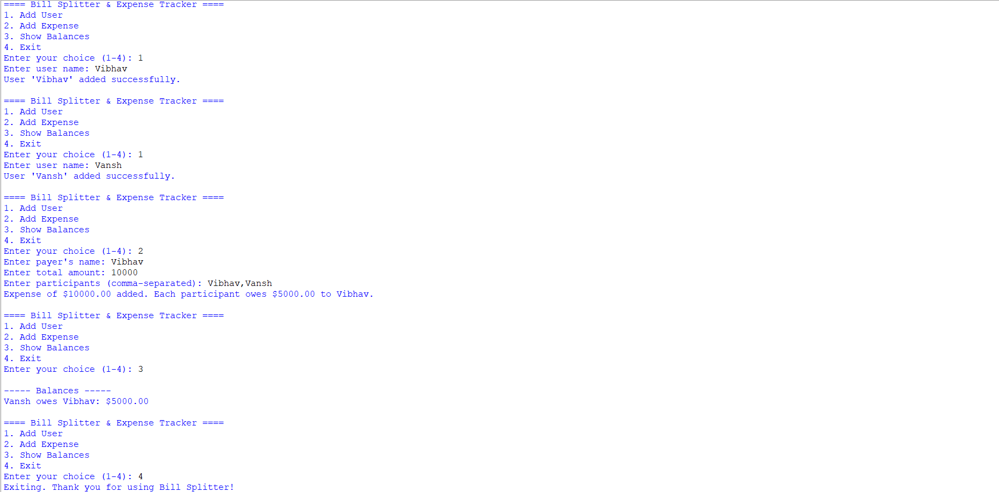 ==== Bill Splitter & Expense Tracker ====
1. Add User
2. Add Expense
3. Show Balances
4. Exit
Enter your choice (1-4): 1
Enter user name: Vibhav
User 'Vibhav' added successfully.
==== Bill Splitter & Expense Tracker ====
1. Add User
2. Add Expense
3. Show Balances
4. Exit
Enter your choice (1-4): 1
Enter user name: Vansh
User 'Vansh' added successfully.
==== Bill Splitter & Expense Tracker ====
1. Add User
2. Add Expense
3. Show Balances
4. Exit
Enter your choice (1-4): 2
Enter payer's name: Vibhav
Enter total amount: 10000
Enter participants (comma-separated): Vibhav,Vansh
Expense of $10000.00 added. Each participant owes $5000.00 to Vibhav.
==== Bill Splitter & Expense Tracker ====
1. Add User
2. Add Expense
3. Show Balances
4. Exit
Enter your choice (1-4): 3
----- Balances -----
Vansh owes Vibhav: $5000.00
==== Bill Splitter & Expense Tracker ====
1. Add User
2. Add Expense
3. Show Balances
4. Exit
Enter your choice (1-4): 4
Exiting. Thank you for using Bill Splitter!